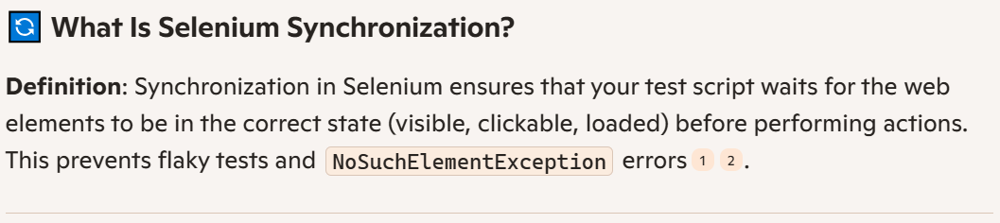 What Is Selenium Synchronization?
Definition: Synchronization in Selenium ensures that your test script waits for the web
elements to be in the correct state (visible, clickable, loaded) before performing actions.
This prevents flaky tests and NoSuchElementException errors 1 2.